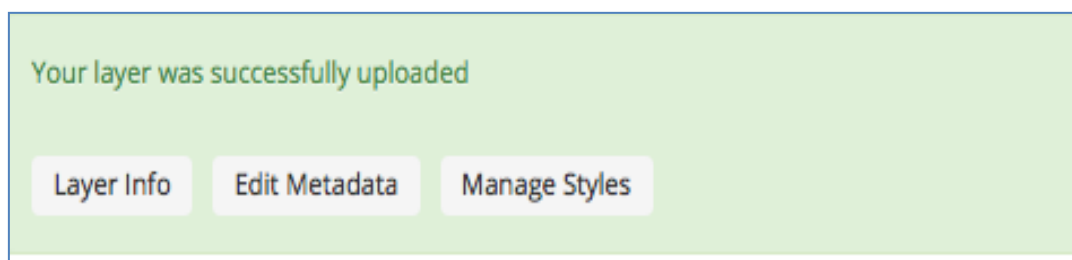 Your layer was successfully uploaded
Layer Info Edit Metadata Manage Styles